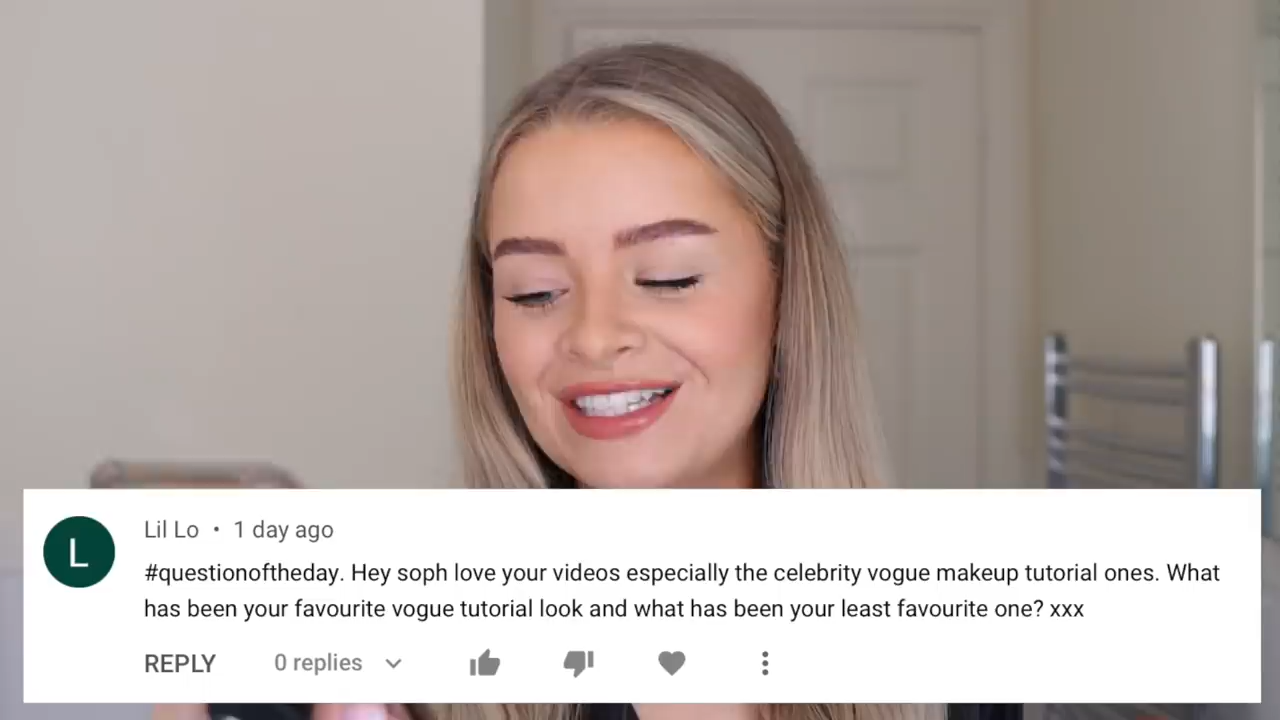 L
Lil Lo • 1 day ago
#questionoftheday. Hey soph love your videos especially the celebrity vogue makeup tutorial ones. What
has been your favourite vogue tutorial look and what has been your least favourite one? xxx
REPLY 0 replies